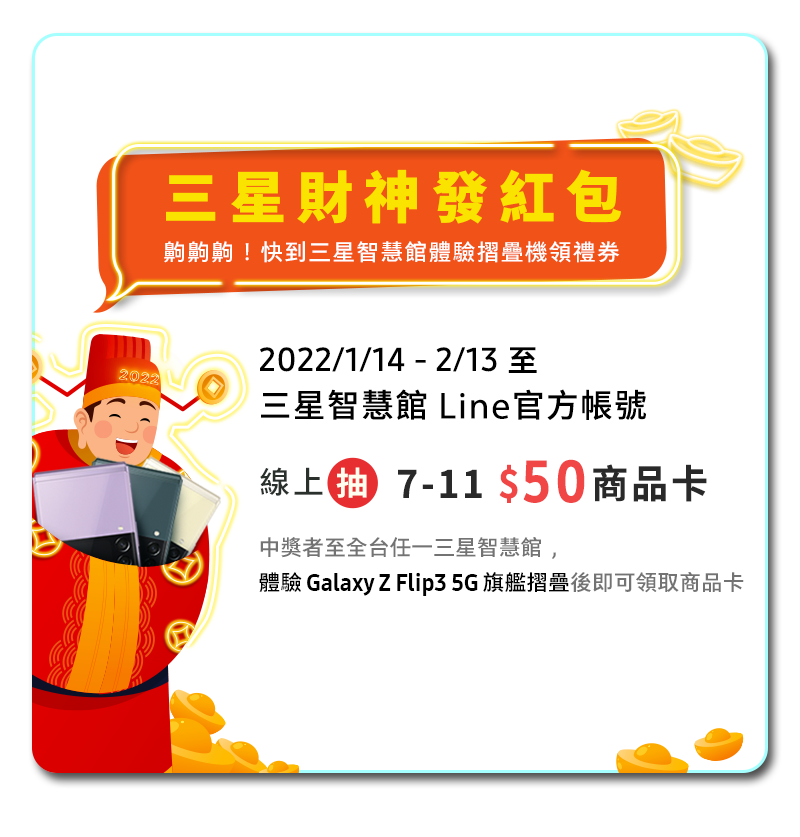 三星財神發紅包
齁齁齁！快到三星智慧館體驗摺疊機領禮券
2022
2022/1/14 - 2/13 至
三星智慧館 Line官方帳號
線上抽 7-11 $50商品卡
中獎者至全台任一三星智慧館，
體驗 Galaxy Z Flip3 5G 旗艦摺疊後即可領取商品卡